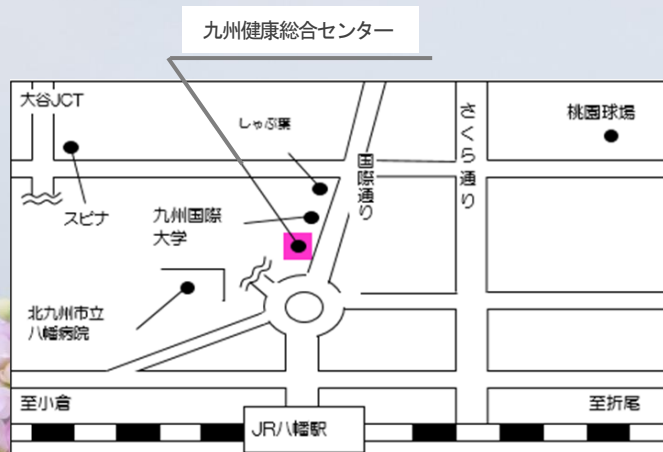 九州健康総合センター
大谷JCT
しゃぶ葉
国際通り
さくら通り
桃園球場
スピナ
九州国際
大学
北九州市立
八幡病院
至小倉
至折尾
JR八幡駅